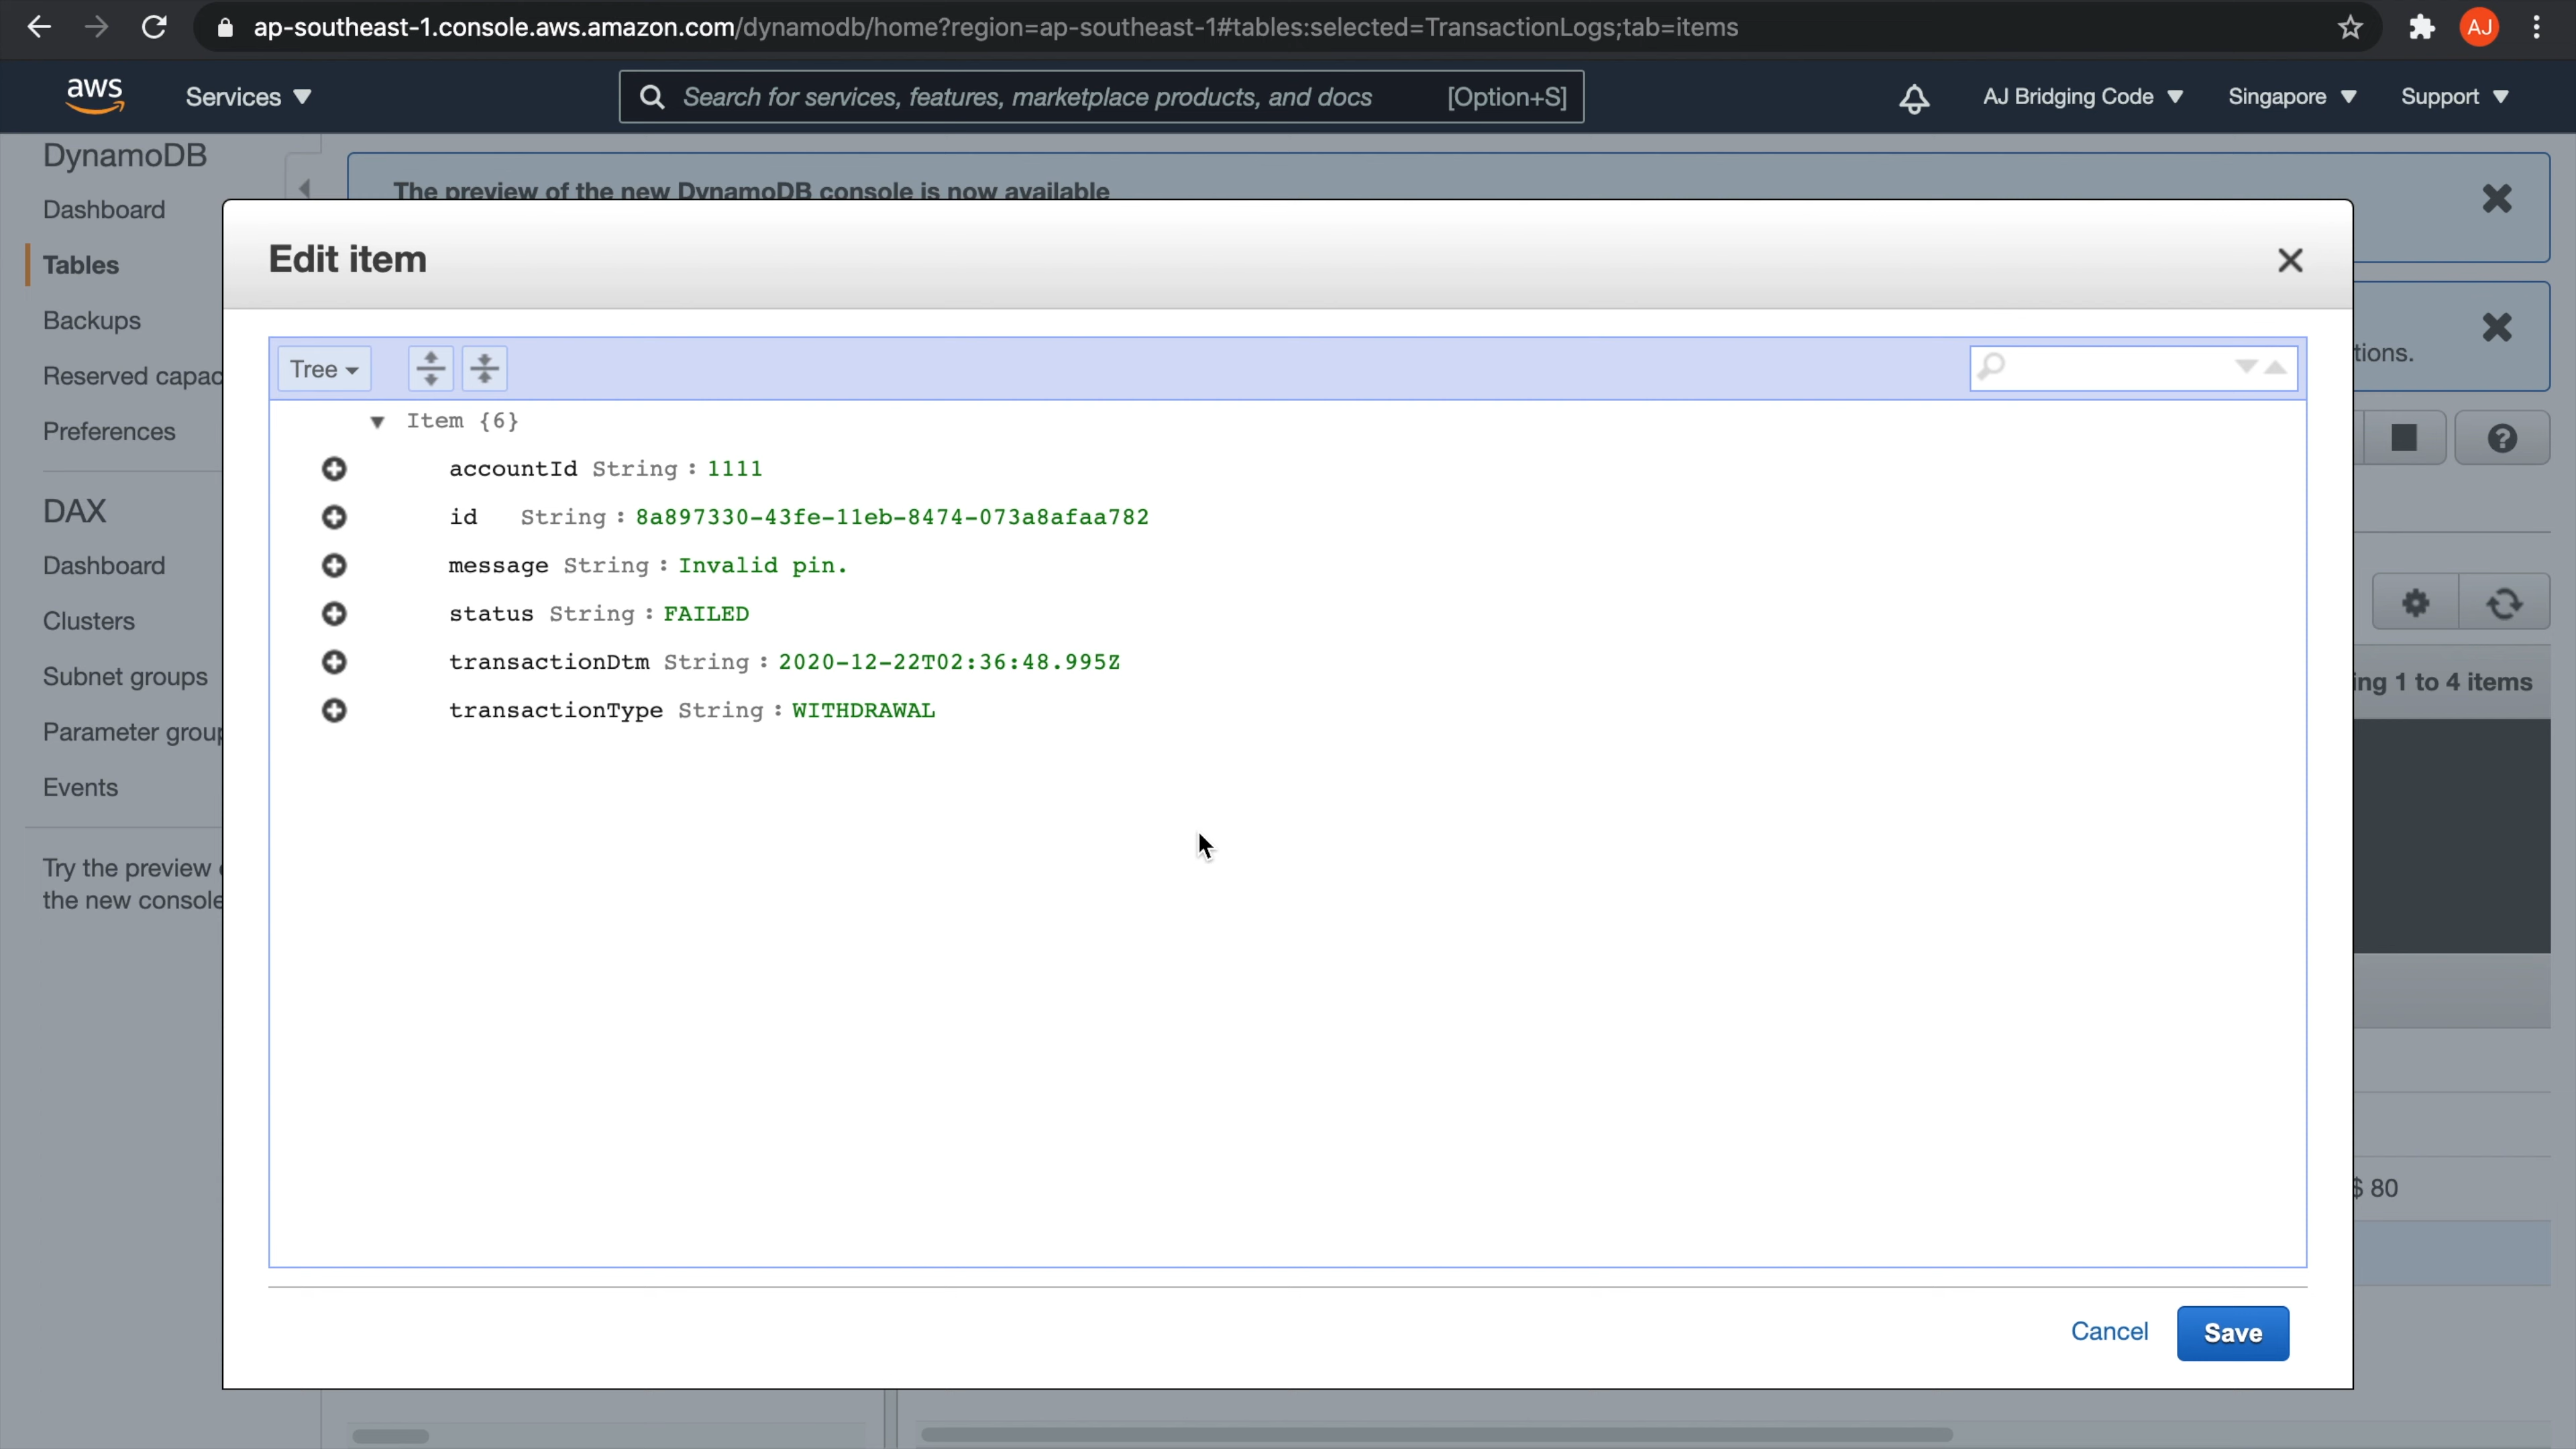 ap-southeast-1.console.aws.amazon.com/dynamodb/home?region=ap-southeast-1#tables:selected=TransactionLogs;tab=items
AJ
aws
Services
Search for services, features, marketplace products, and docs
[Option+S]
AJ Bridging Code
Singapore
Support
DynamoDB
Dashboard
Tables
Backups
Reserved capac
Preferences
DAX
Dashboard
Clusters
Subnet groups
Parameter group
Events
Try the preview
the new console
The preview of the new DynamoDB console is now available
tions.
Edit item
Tree
Item {6}
accountId String : 1111
id String : 8a897330-43fe-11eb-8474-073a8afaa782
message String : Invalid pin.
status String : FAILED
transactionDtm String : 2020-12-22T02:36:48.995Z
transactionType String : WITHDRAWAL
ing 1 to 4 items
$ 80
Cancel
Save